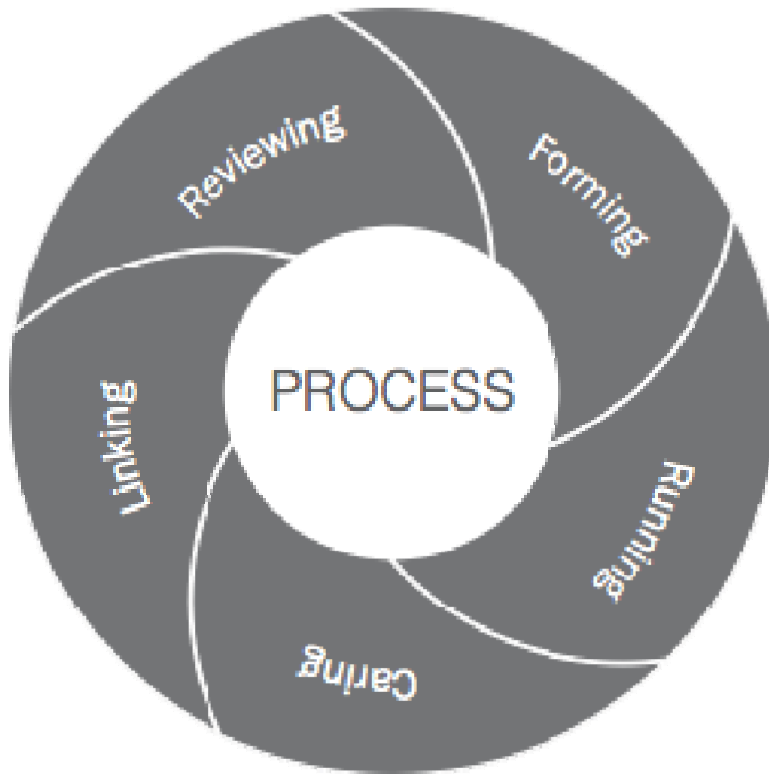 PROCESS
Forming
Running
Caring
Linking
Reviewing